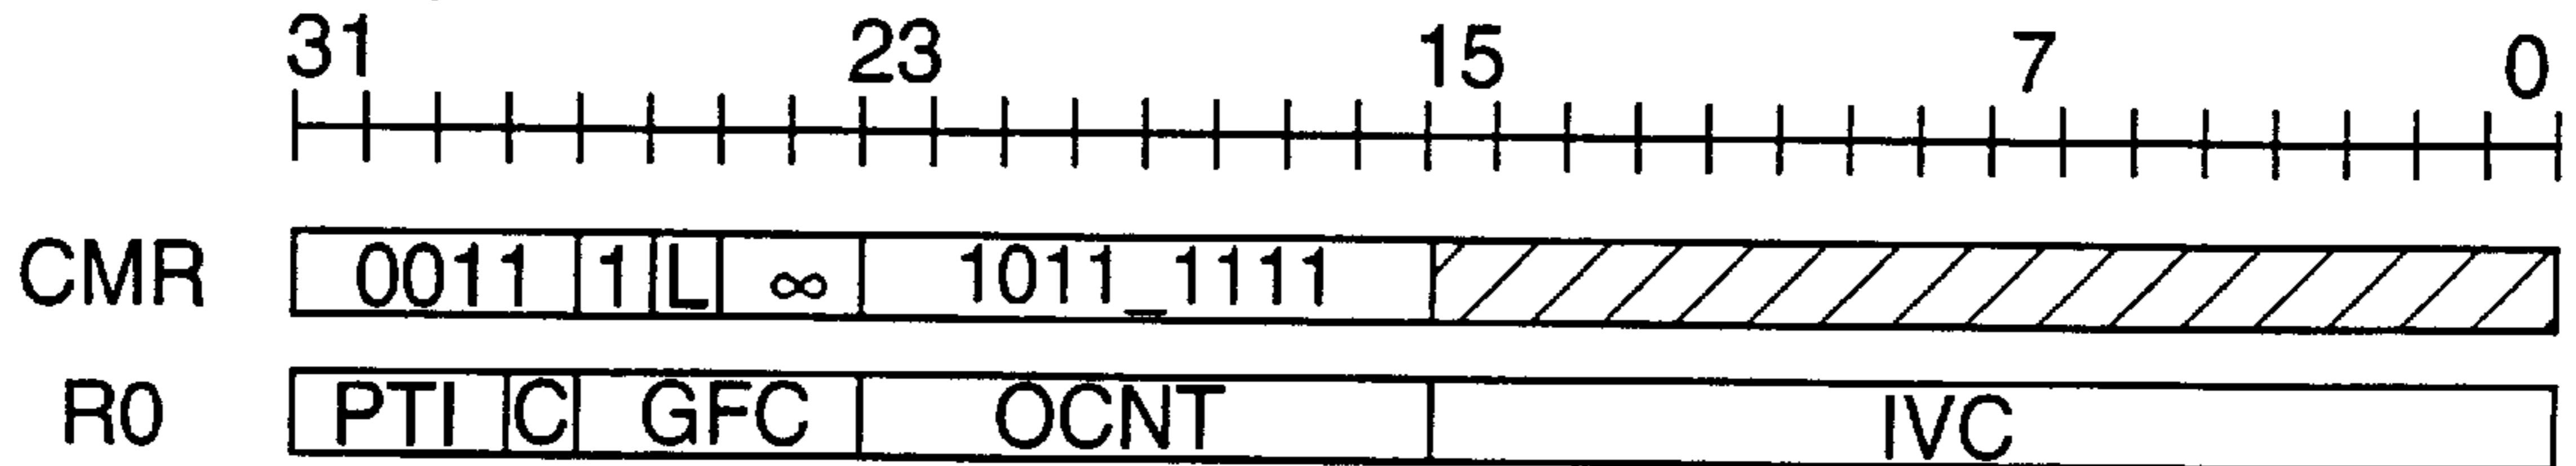 31 23 15 7 0
CMR 0011 1 L ∞ 1011_1111
R0 PTI C GFC OCNT IVC